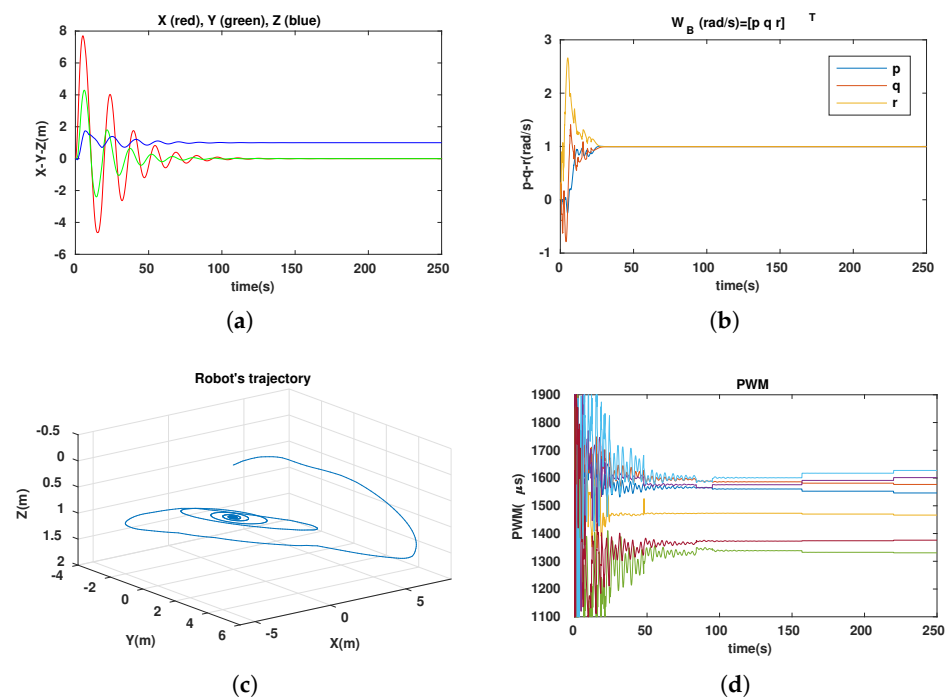 X (red), Y (green), Z (blue)
X-Y-Z(m)
8
6
4
2
0
-2
-4
-6
0 50 100 150 200 250
time(s)
(a)
W_B (rad/s)=[p q r]^T
p-q-r(rad/s)
3
2
1
0
-1
p
q
r
0 50 100 150 200 250
time(s)
(b)
Robot's trajectory
Z(m)
-0.5
0
0.5
1
1.5
2
-4
-2
0
2
4
6
Y(m)
-5
0
5
X(m)
(c)
PWM
PWM( μs)
1900
1800
1700
1600
1500
1400
1300
1200
1100
0 50 100 150 200 250
time(s)
(d)